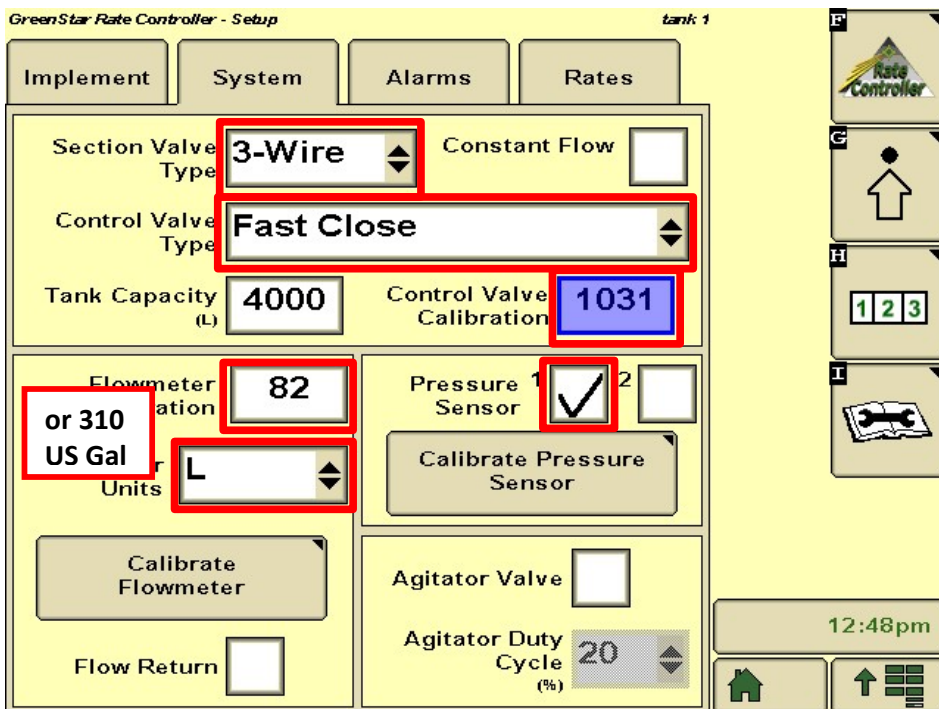 GreenStar Rate Controller - Setup
tank 1
Implement
System
Alarms
Rates
Section Valve
Type
3-Wire
Constant Flow
Control Valve
Type
Fast Close
Tank Capacity
(L)
4000
Control Valve
Calibration
1031
Flowmeter
ation
82
or 310
US Gal
Units
L
Calibrate
Flowmeter
Flow Return
Pressure
Sensor
1
2
Calibrate Pressure
Sensor
Agitator Valve
Agitator Duty
Cycle
(%)
20
F
Rate
Controller
G
H
1 2 3
I
12:48pm